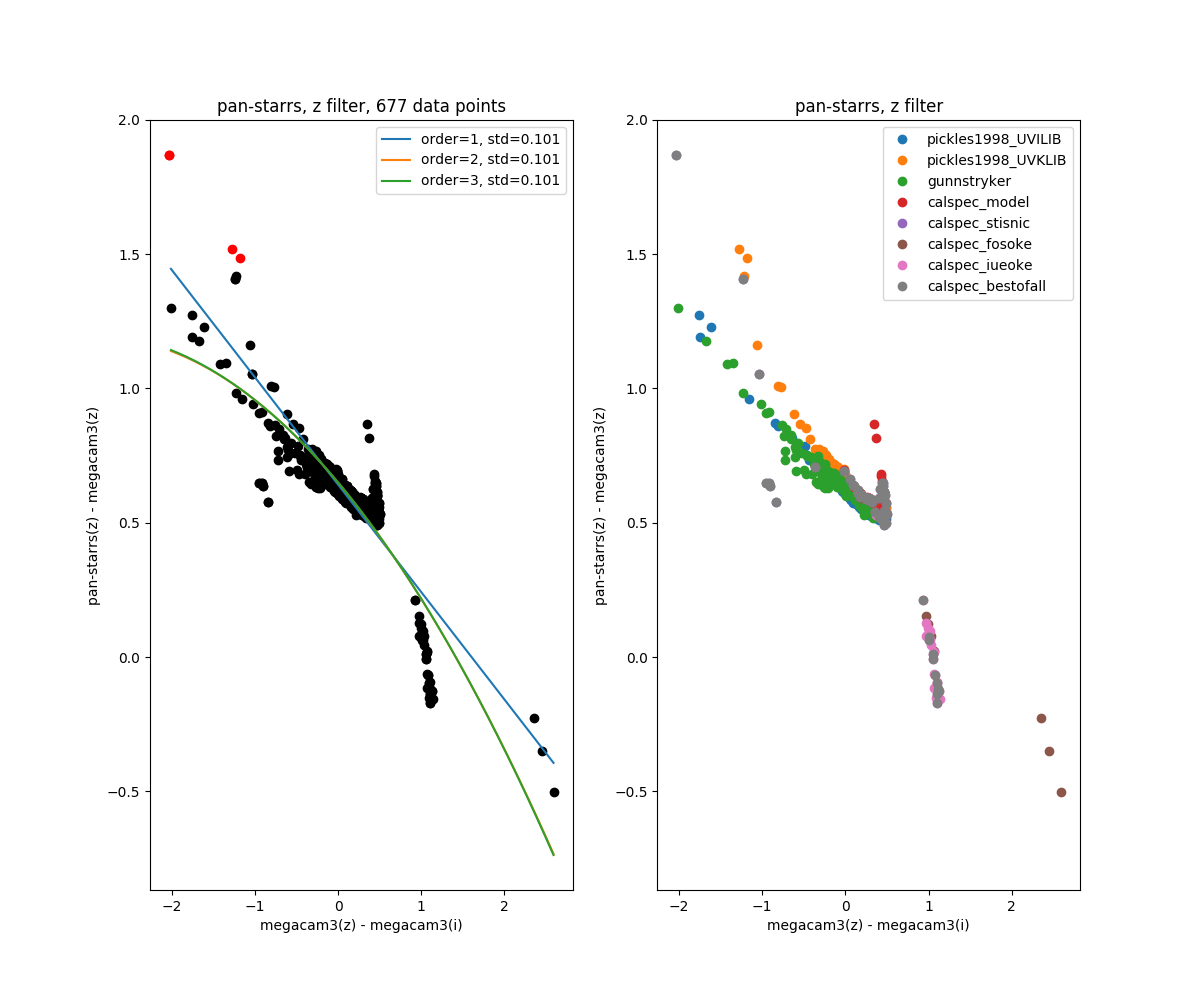 pan-starrs, z filter, 677 data points
order=1, std=0.101
order=2, std=0.101
order=3, std=0.101
pan-starrs(z) - megacam3(z)
2.0
1.5
1.0
0.5
0.0
−0.5
−2
−1
0
1
2
megacam3(z) - megacam3(i)
pan-starrs, z filter
pickles1998_UVILIB
pickles1998_UVKLIB
gunnstryker
calspec_model
calspec_stisnic
calspec_fosoke
calspec_iueoke
calspec_bestofall
pan-starrs(z) - megacam3(z)
2.0
1.5
1.0
0.5
0.0
−0.5
−2
−1
0
1
2
megacam3(z) - megacam3(i)